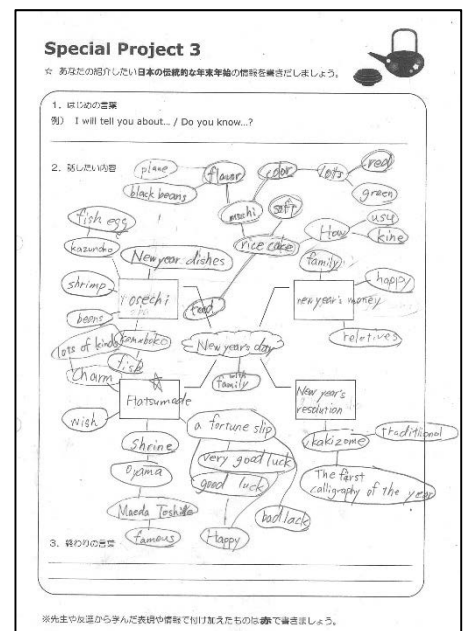 Special Project 3
☆ あなたの紹介したい日本の伝統的な年末年始の情報を書きだしましょう。
1. はじめの言葉
例) I will tell you about... / Do you know...?
2. 話したい内容
plane
flavor
color
lots
red
black beans
green
mochi
soft
fish egg
usu
How
kine
kazunoko
New year dishes
rice cake
family
happy
shrimp
osechi
food
new year's money
beans
relatives
lots of kinds
kamaboko
New year's day
fish
charm
with family
Hatsumode
New year's resolution
wish
a fortune slip
kakizome
traditional
shrine
very good luck
Oyama
good luck
The first calligraphy of the year
Maeda
bad lack
famous
Happy
3. 終わりの言葉
※先生や友達から学んだ表現や情報で付け加えたものは赤で書きましょう。